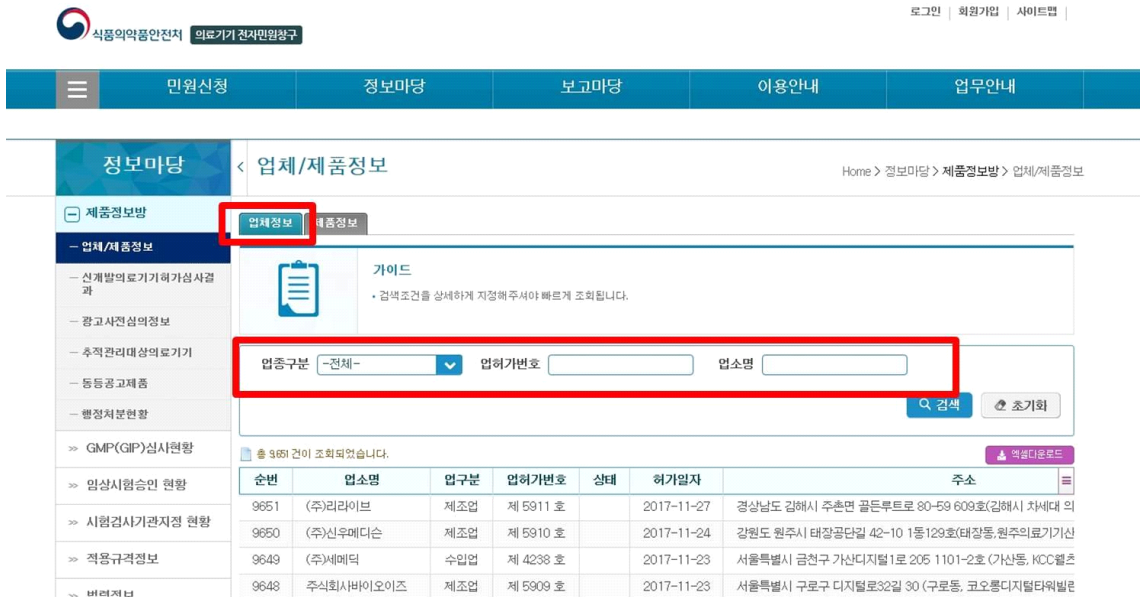 로그인 | 회원가입 | 사이트맵 |
식품의약품안전처 의료기기 전자민원창구
민원신청 정보마당 보고마당 이용안내 업무안내
정보마당 < 업체/제품정보
Home > 정보마당 > 제품정보방 > 업체/제품정보
제품정보방
업체정보 제품정보
- 업체/제품정보
- 신개발의료기기허가심사결
과
- 광고사전심의정보
- 추적관리대상의료기기
- 동등공고제품
- 행정처분현황
» GMP(GIP)심사현황
» 임상시험승인 현황
» 시험검사기관지정 현황
» 적용규격정보
» 법령정보
가이드
• 검색조건을 상세하게 지정해주셔야 빠르게 조회됩니다.
업종구분 -전체- 업허가번호 업소명
검색 초기화
총 9,651 건이 조회되었습니다. 엑셀다운로드
순번 업소명 업구분 업허가번호 상태 허가일자 주소
9651 (주)리라이브 제조업 제 5911 호 2017-11-27 경상남도 김해시 주촌면 골든루트로 80-59 609호(김해시 차세대 의
9650 (주)신우메디슨 제조업 제 5910 호 2017-11-24 강원도 원주시 태장공단길 42-10 1동129호(태장동,원주의료기기산
9649 (주)세메딕 수입업 제 4238 호 2017-11-23 서울특별시 금천구 가산디지털1로 205 1101-2호 (가산동, KCC웰츠
9648 주식회사바이오이즈 제조업 제 5909 호 2017-11-23 서울특별시 구로구 디지털로32길 30 (구로동, 코오롱디지털타워빌란